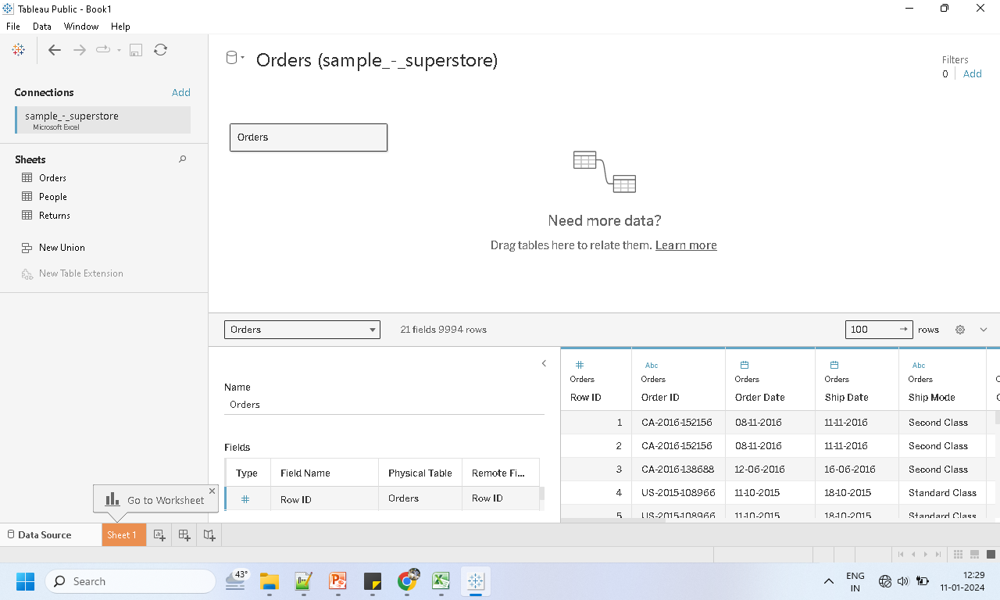 Tableau Public - Book1
File Data Window Help
Orders (sample_-_superstore)
Filters
0 Add
Connections Add
sample_-_superstore
Microsoft Excel
Sheets
Orders
People
Returns
New Union
New Table Extension
Orders
Need more data?
Drag tables here to relate them. Learn more
Orders 21 fields 9994 rows 100 rows
Name
Orders
Fields
Type Field Name Physical Table Remote Fi...
# Row ID Orders Row ID
# Abc Abc
Orders Orders Orders Orders Orders
Row ID Order ID Order Date Ship Date Ship Mode
1 CA-2016-152156 08-11-2016 11-11-2016 Second Class
2 CA-2016-152156 08-11-2016 11-11-2016 Second Class
3 CA-2016-138688 12-06-2016 16-06-2016 Second Class
4 US-2015-108966 11-10-2015 18-10-2015 Standard Class
5 US-2015-108966 11-10-2015 18-10-2015 Standard Class
Go to Worksheet
Data Source Sheet 1
Search
43°
ENG
IN
12:29
11-01-2024